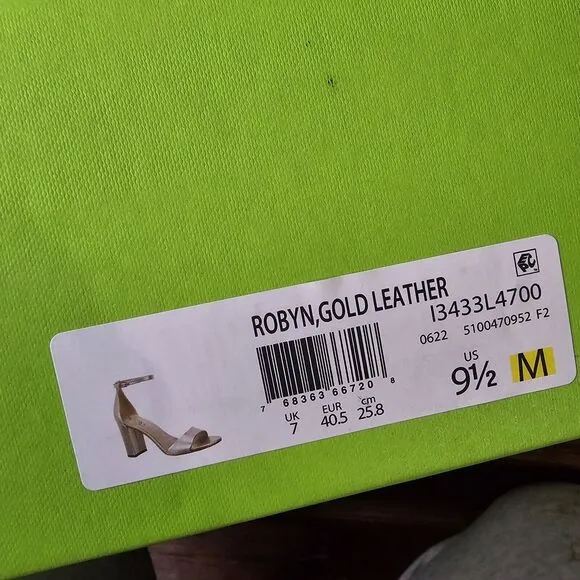 ROBYN,GOLD LEATHER
I3433L4700
0622 5100470952 F2
7 68363 66720 8
UK EUR cm
7 40.5 25.8
US
9½ M